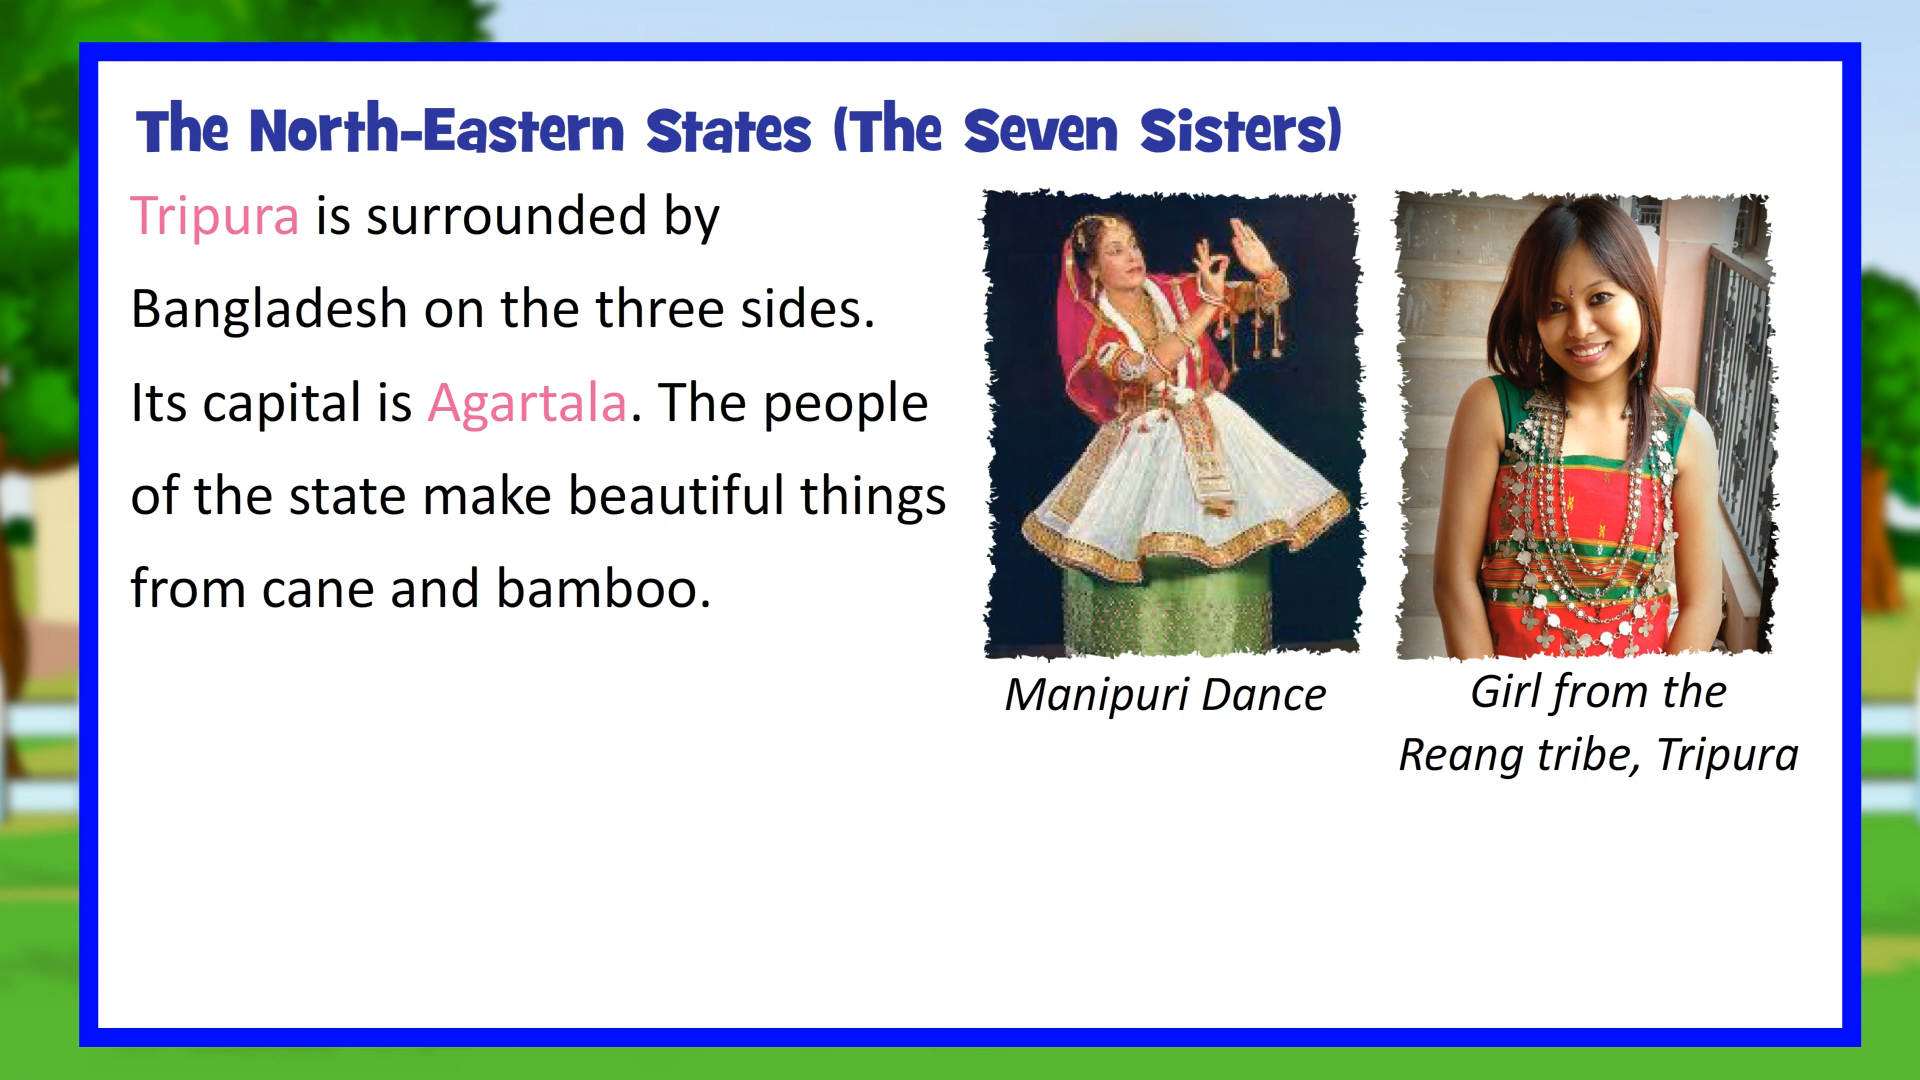 The North-Eastern States (The Seven Sisters)
Tripura is surrounded by
Bangladesh on the three sides.
Its capital is Agartala. The people
of the state make beautiful things
from cane and bamboo.
Manipuri Dance
Girl from the
Reang tribe, Tripura